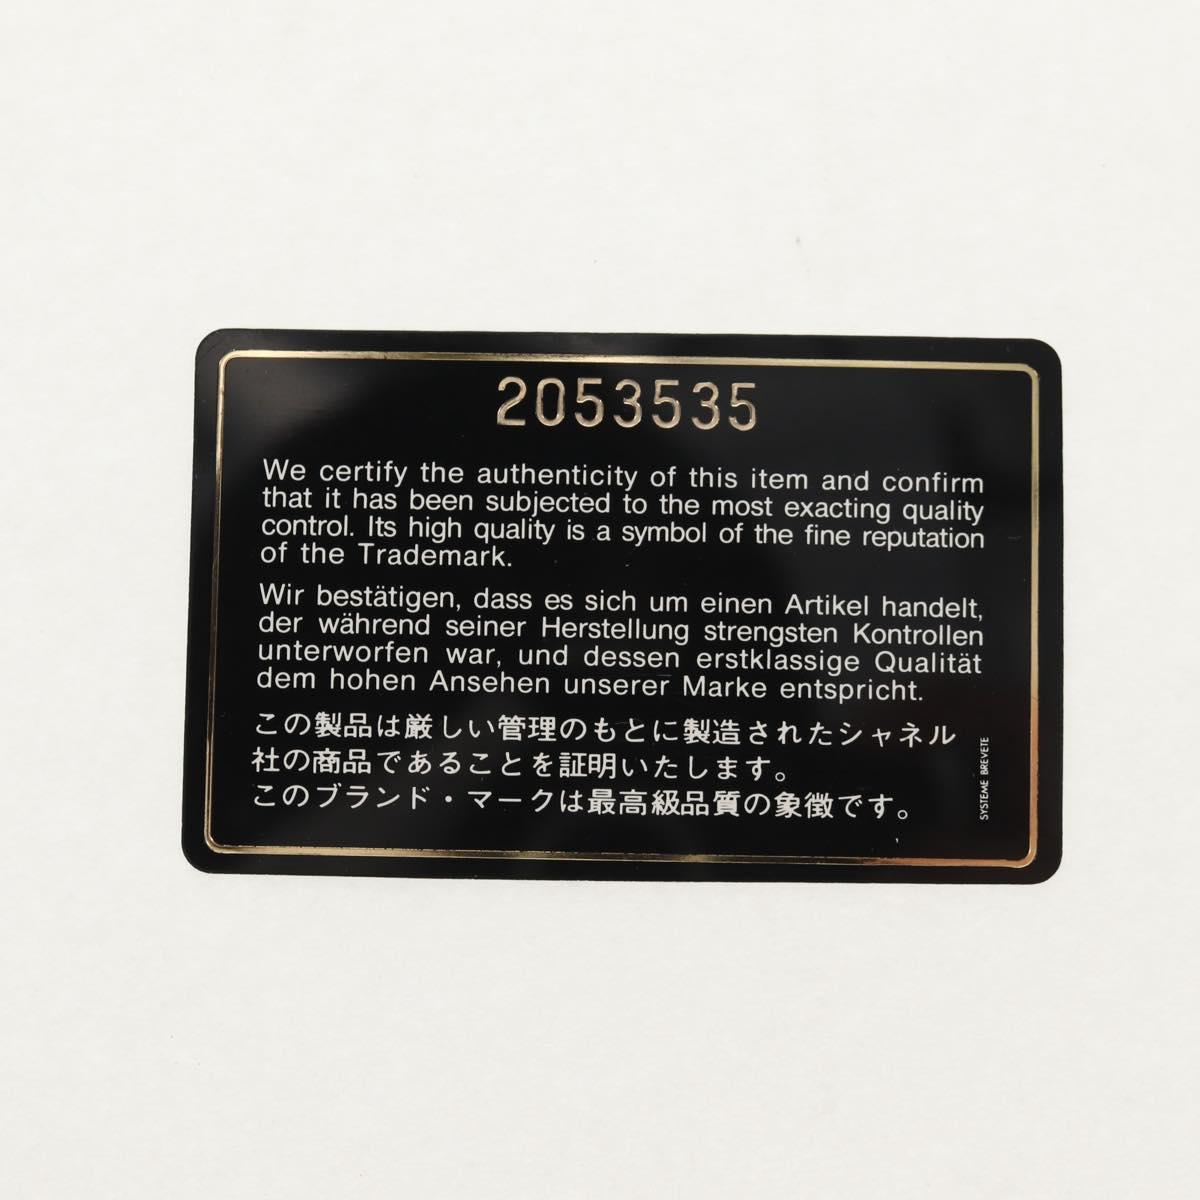 2053535
We certify the authenticity of this item and confirm
that it has been subjected to the most exacting quality
control. Its high quality is a symbol of the fine reputation
of the Trademark.
Wir bestätigen, dass es sich um einen Artikel handelt,
der während seiner Herstellung strengsten Kontrollen
unterworfen war, und dessen erstklassige Qualität
dem hohen Ansehen unserer Marke entspricht.
この製品は厳しい管理のもとに製造されたシャネル
社の商品であることを証明いたします。
このブランド・マークは最高級品質の象徴です。
SYSTEME BREVETE